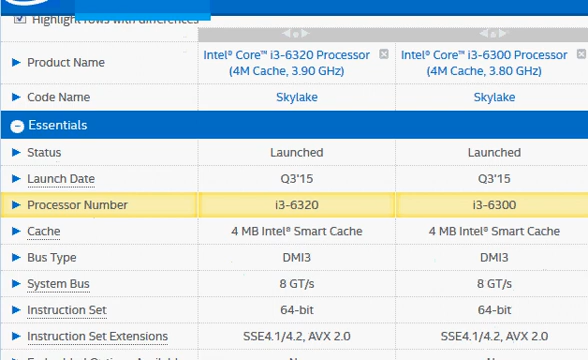 Highlight rows with differences
Product Name Intel® Core™ i3-6320 Processor (4M Cache, 3.90 GHz) Intel® Core™ i3-6300 Processor (4M Cache, 3.80 GHz)
Code Name Skylake Skylake
Essentials
Status Launched Launched
Launch Date Q3'15 Q3'15
Processor Number i3-6320 i3-6300
Cache 4 MB Intel® Smart Cache 4 MB Intel® Smart Cache
Bus Type DMI3 DMI3
System Bus 8 GT/s 8 GT/s
Instruction Set 64-bit 64-bit
Instruction Set Extensions SSE4.1/4.2, AVX 2.0 SSE4.1/4.2, AVX 2.0